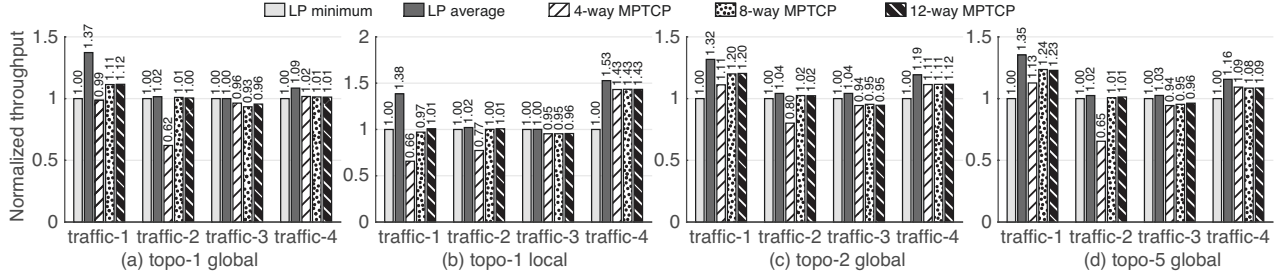 LP minimum LP average 4-way MPTCP 8-way MPTCP 12-way MPTCP
Normalized throughput
1.5
1
0.5
0
1.00 1.37 0.99 1.11 1.12
1.00 1.02 0.62 1.01 1.00
1.00 1.00 0.96 0.93 0.96
1.00 1.09 1.02 1.01 1.01
traffic-1 traffic-2 traffic-3 traffic-4
(a) topo-1 global
2
1.5
1
0.5
0
1.00 1.38 0.66 0.97 1.01
1.00 1.02 0.77 1.00 1.01
1.00 1.00 0.95 0.95 0.96
1.00 1.53 1.43 1.43 1.43
traffic-1 traffic-2 traffic-3 traffic-4
(b) topo-1 local
1.5
1
0.5
0
1.00 1.32 1.11 1.20 1.20
1.00 1.04 0.80 1.02 1.02
1.00 1.04 0.94 0.95 0.95
1.00 1.19 1.11 1.11 1.12
traffic-1 traffic-2 traffic-3 traffic-4
(c) topo-2 global
1.5
1
0.5
0
1.00 1.35 1.13 1.24 1.23
1.00 1.02 0.65 1.01 1.01
1.00 1.03 0.94 0.95 0.96
1.00 1.16 1.09 1.08 1.09
traffic-1 traffic-2 traffic-3 traffic-4
(d) topo-5 global